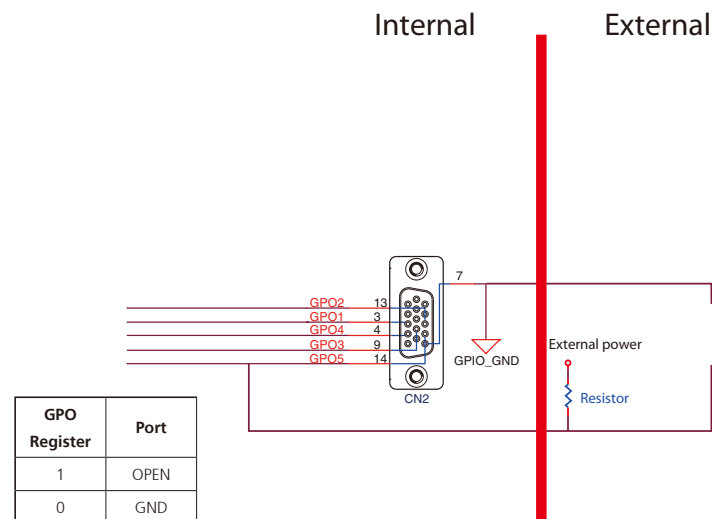 Internal
External
7
GPO2 13
GPO1 3
GPO4 4
GPO3 9
GPO5 14
GPIO_GND
External power
Resistor
CN2
GPO Register
Port
1 OPEN
0 GND